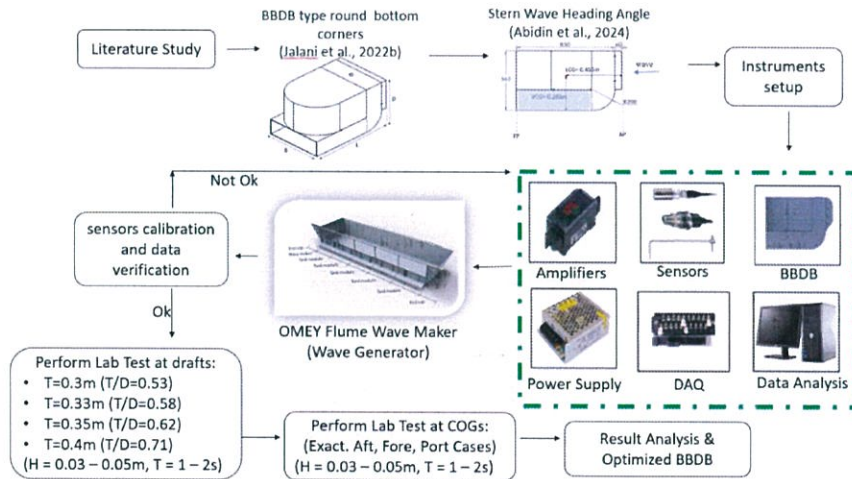 Literature Study
BBDB type round bottom
corners
(Jalani et al., 2022b)
Stern Wave Heading Angle
(Abidin et al., 2024)
Instruments
setup
Not Ok
sensors calibration
and data
verification
Ok
OMEY Flume Wave Maker
(Wave Generator)
Amplifiers
Sensors
BBDB
Power Supply
DAQ
Data Analysis
Perform Lab Test at drafts:
• T=0.3m (T/D=0.53)
• T=0.33m (T/D=0.58)
• T=0.35m (T/D=0.62)
• T=0.4m (T/D=0.71)
(H = 0.03 – 0.05m, T = 1 – 2s)
Perform Lab Test at COGs:
(Exact. Aft, Fore, Port Cases)
(H = 0.03 – 0.05m, T = 1 – 2s)
Result Analysis &
Optimized BBDB